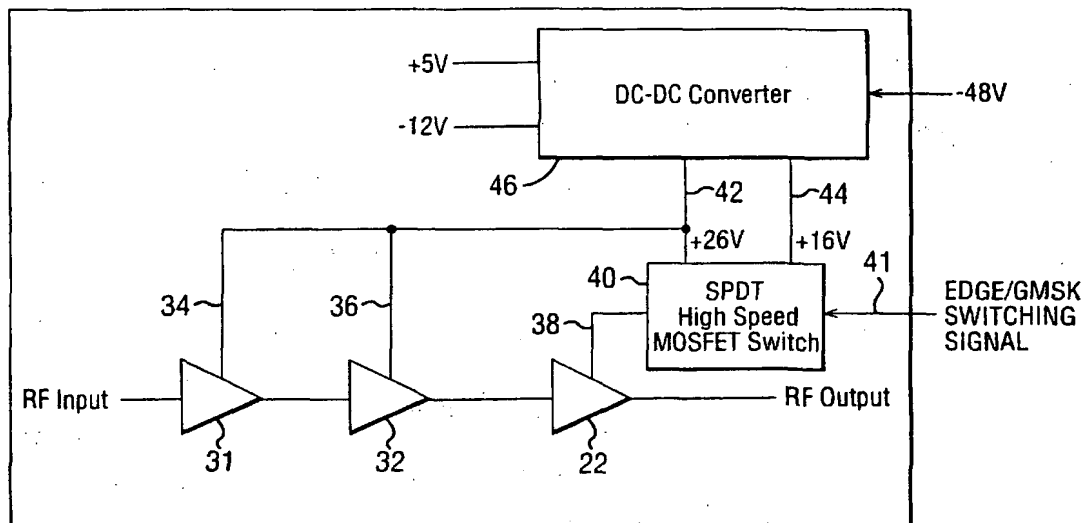 +5V
DC-DC Converter
-48V
-12V
46
42
44
+26V
+16V
34
36
40
41
SPDT
High Speed
MOSFET Switch
EDGE/GMSK
SWITCHING
SIGNAL
38
RF Input
RF Output
31
32
22